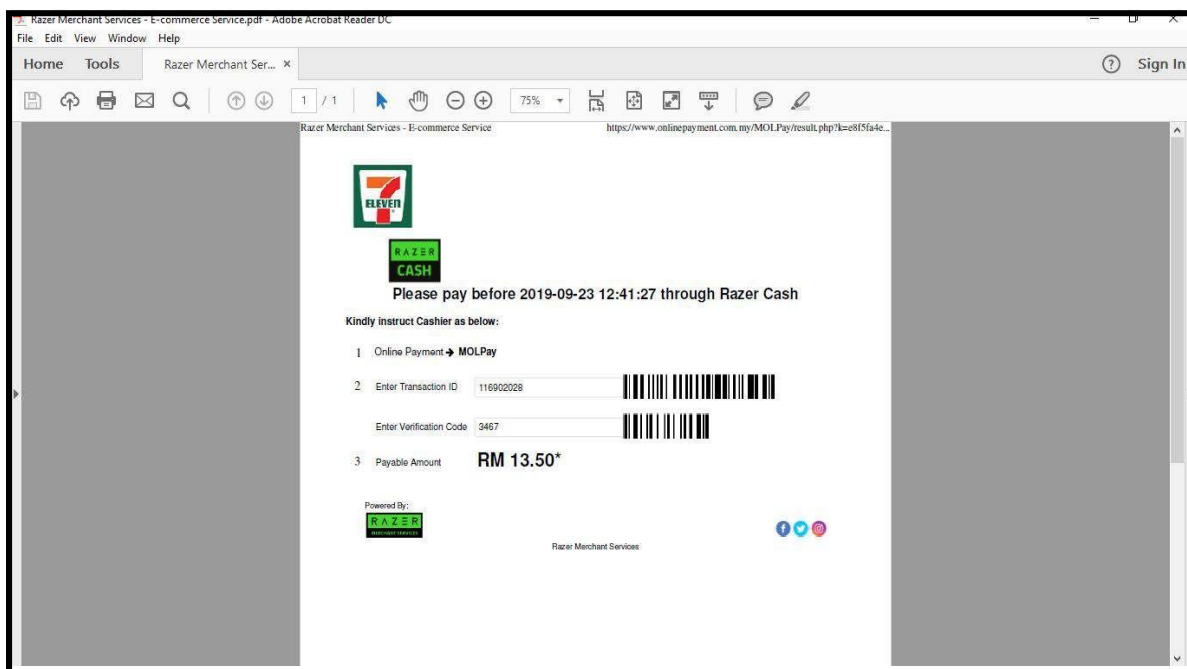 Razer Merchant Services - E-commerce Service.pdf - Adobe Acrobat Reader DC
File Edit View Window Help
Home Tools Razer Merchant Ser... × Sign In
1 / 1 75%
Razer Merchant Services - E-commerce Service https://www.onlinepayment.com.my/MOLPay/result.php?k=e8f5fa4e...
7
ELEVEN
RAZER
CASH
Please pay before 2019-09-23 12:41:27 through Razer Cash
Kindly instruct Cashier as below:
1 Online Payment → MOLPay
2 Enter Transaction ID 116902028
Enter Verification Code 3467
3 Payable Amount RM 13.50*
Powered By:
RAZER
MERCHANT SERVICES
Razer Merchant Services